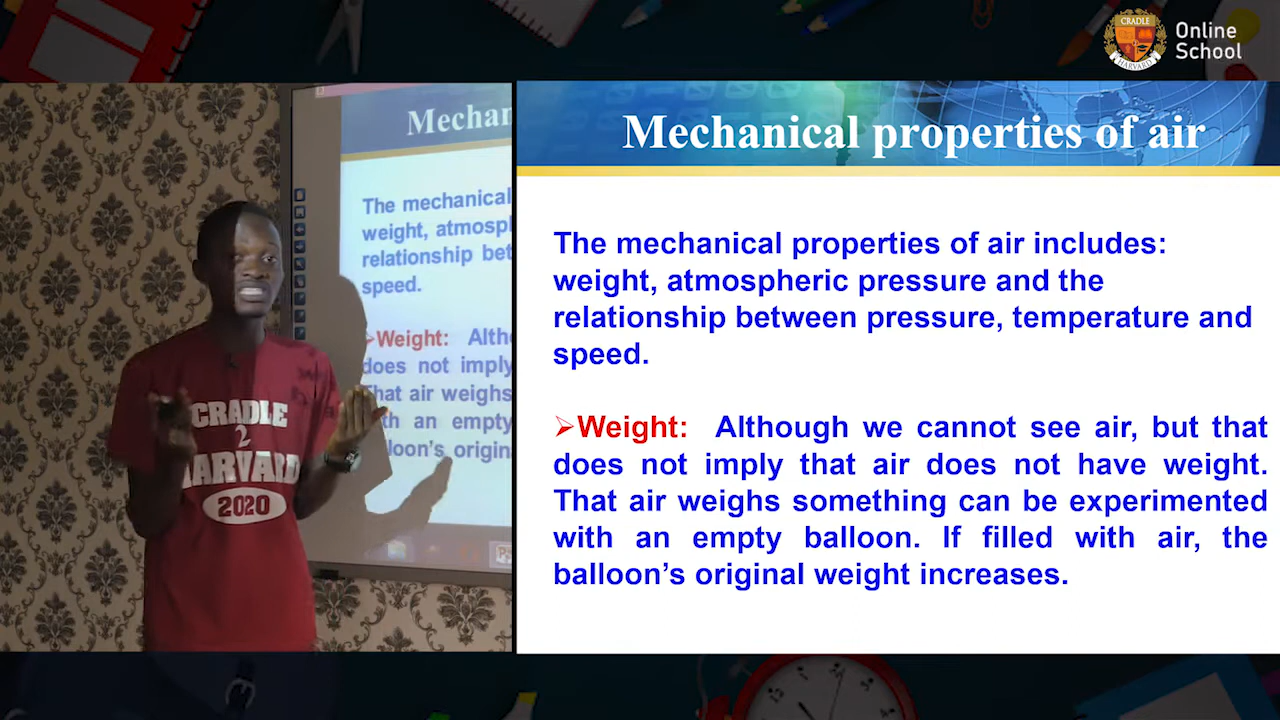 CRADLE
HARVARD
Online
School
Mechan
The mechanical
weight, atmosp
relationship bet
speed.
➢Weight: Alth
does not imply
That air weighs
th an empty
lloon's origin
CRADLE
2
HARVARD
2020
Mechanical properties of air
The mechanical properties of air includes:
weight, atmospheric pressure and the
relationship between pressure, temperature and
speed.
➢Weight: Although we cannot see air, but that
does not imply that air does not have weight.
That air weighs something can be experimented
with an empty balloon. If filled with air, the
balloon's original weight increases.